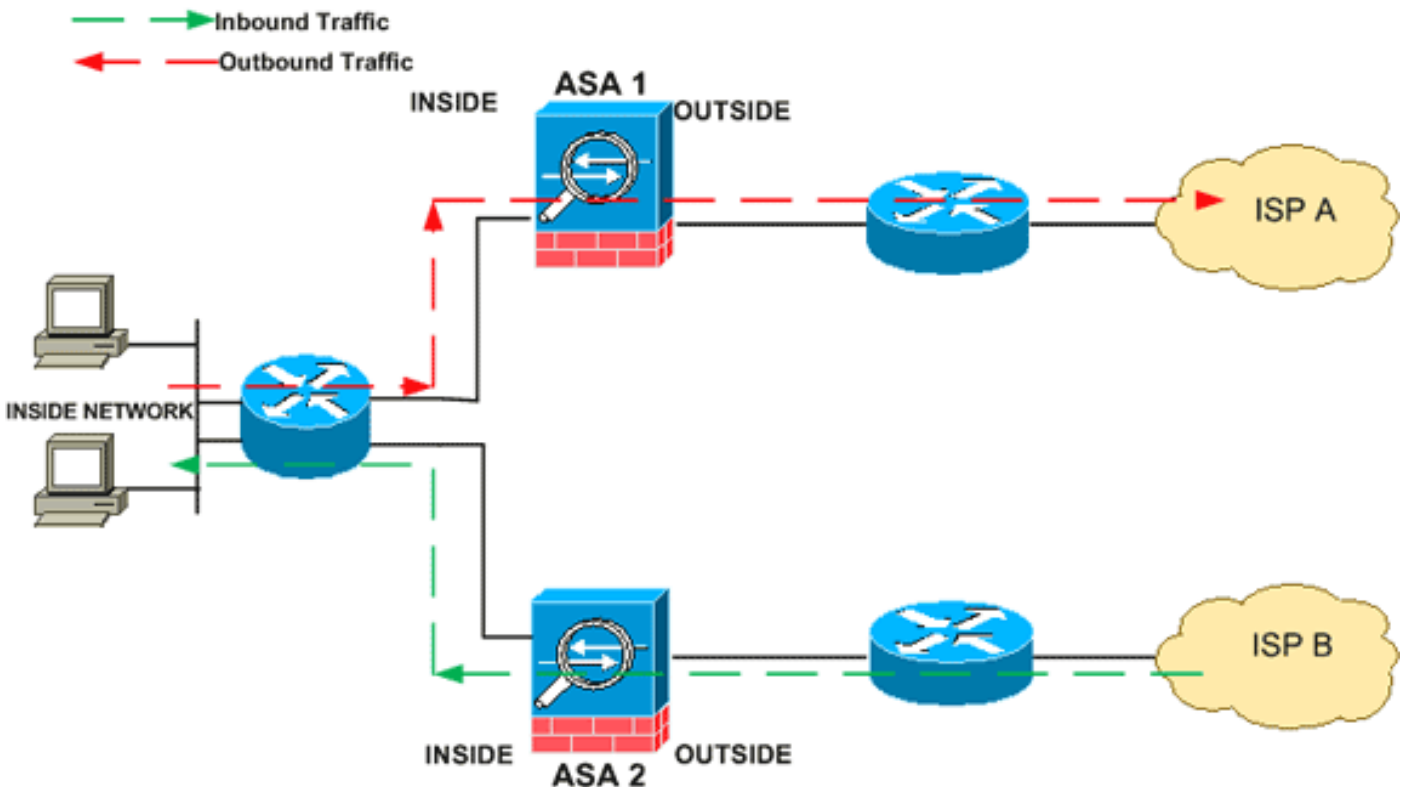 Inbound Traffic
Outbound Traffic
ASA 1
INSIDE
OUTSIDE
ISP A
INSIDE NETWORK
ISP B
INSIDE
OUTSIDE
ASA 2